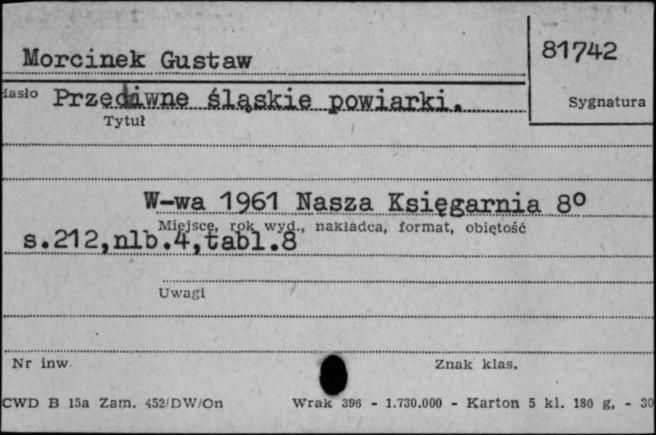 Morcinek Gustaw
81742
Hasło Przedziwne śląskie powiarki.
Sygnatura
Tytuł
W-wa 1961 Nasza Księgarnia 8°
Miejsce, rok wyd., nakładca, format, objętość
s.212,nlb.4,tabl.8
Uwagi
Nr inw.
Znak klas.
CWD B 15a Zam. 452/DW/On Wrak 396 - 1.730.000 - Karton 5 kl. 180 g. - 30